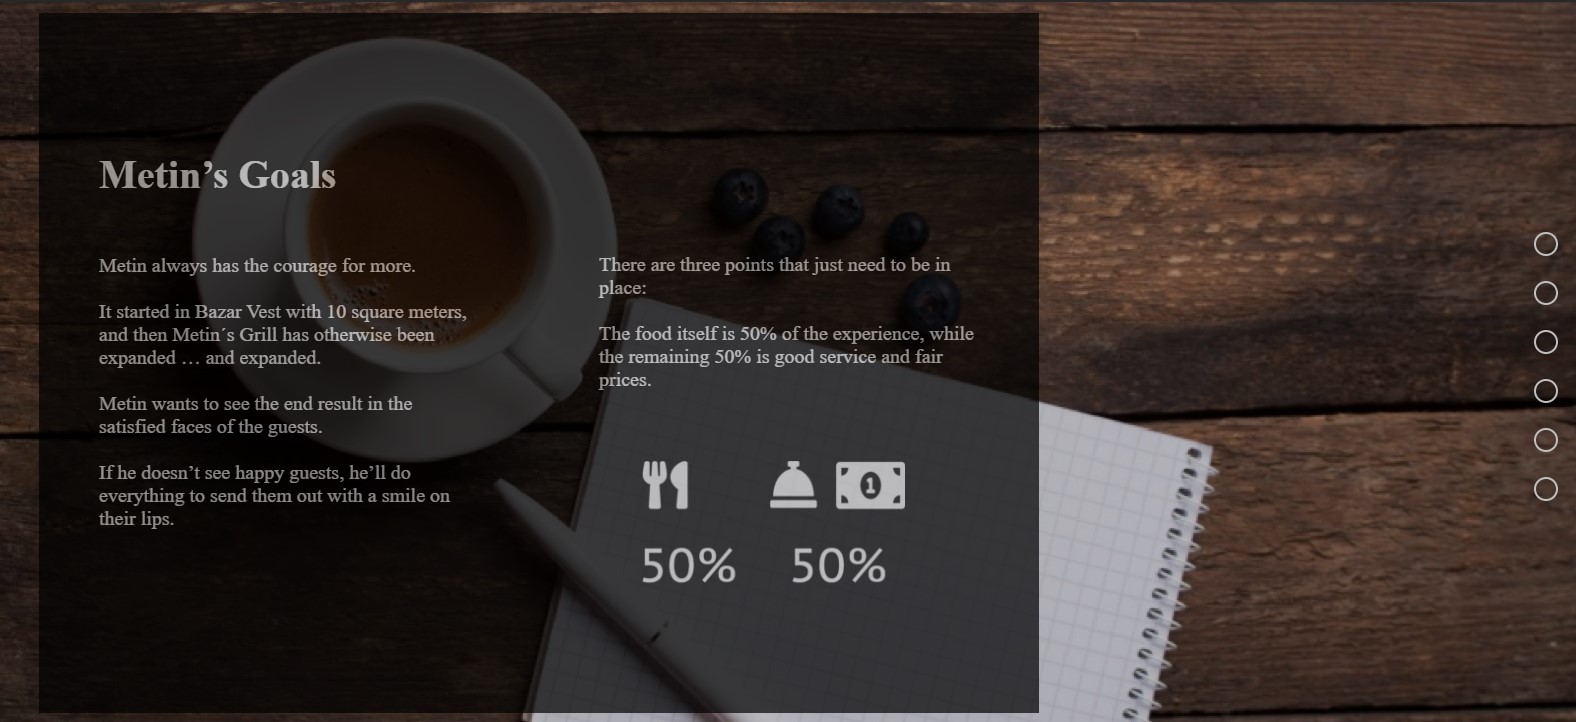 Metin’s Goals
Metin always has the courage for more.
It started in Bazar Vest with 10 square meters,
and then Metin´s Grill has otherwise been
expanded … and expanded.
Metin wants to see the end result in the
satisfied faces of the guests.
If he doesn’t see happy guests, he’ll do
everything to send them out with a smile on
their lips.
There are three points that just need to be in
place:
The food itself is 50% of the experience, while
the remaining 50% is good service and fair
prices.
1
50% 50%